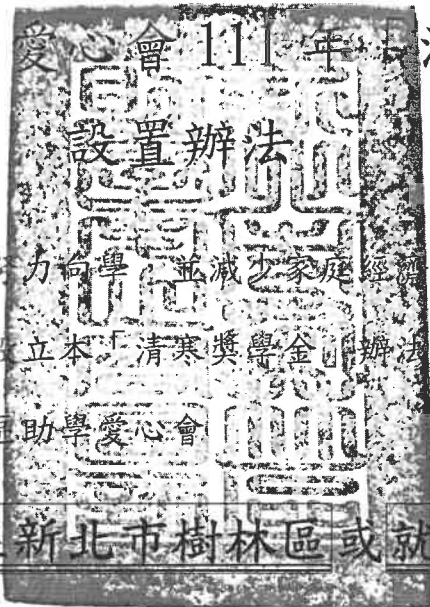 愛心會 111 年「
設置辦法
力向學，並減少家庭經濟
立本「清寒獎學金」辦法
助學愛心會
新北市樹林區或就